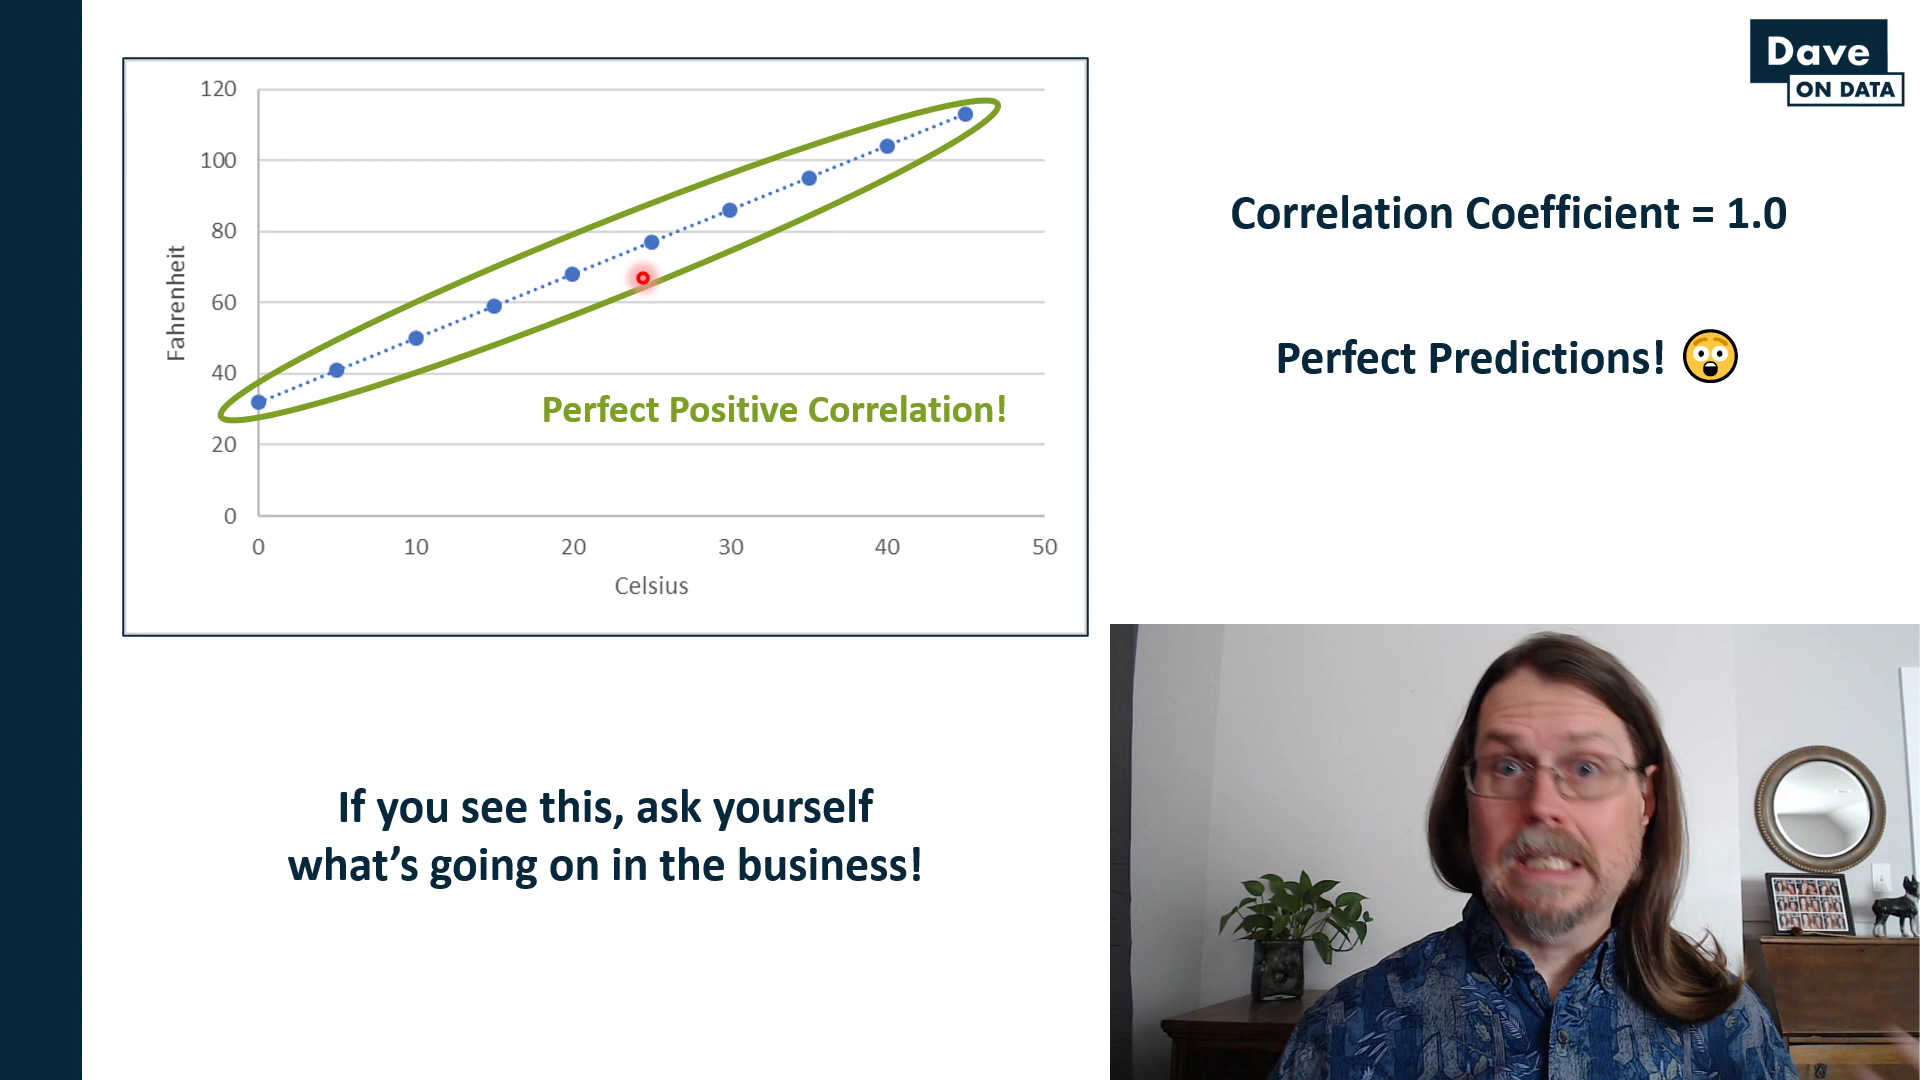 Dave
ON DATA
120
100
80
60
40
20
0
Fahrenheit
0 10 20 30 40 50
Celsius
Perfect Positive Correlation!
Correlation Coefficient = 1.0
Perfect Predictions! 😲
If you see this, ask yourself
what’s going on in the business!